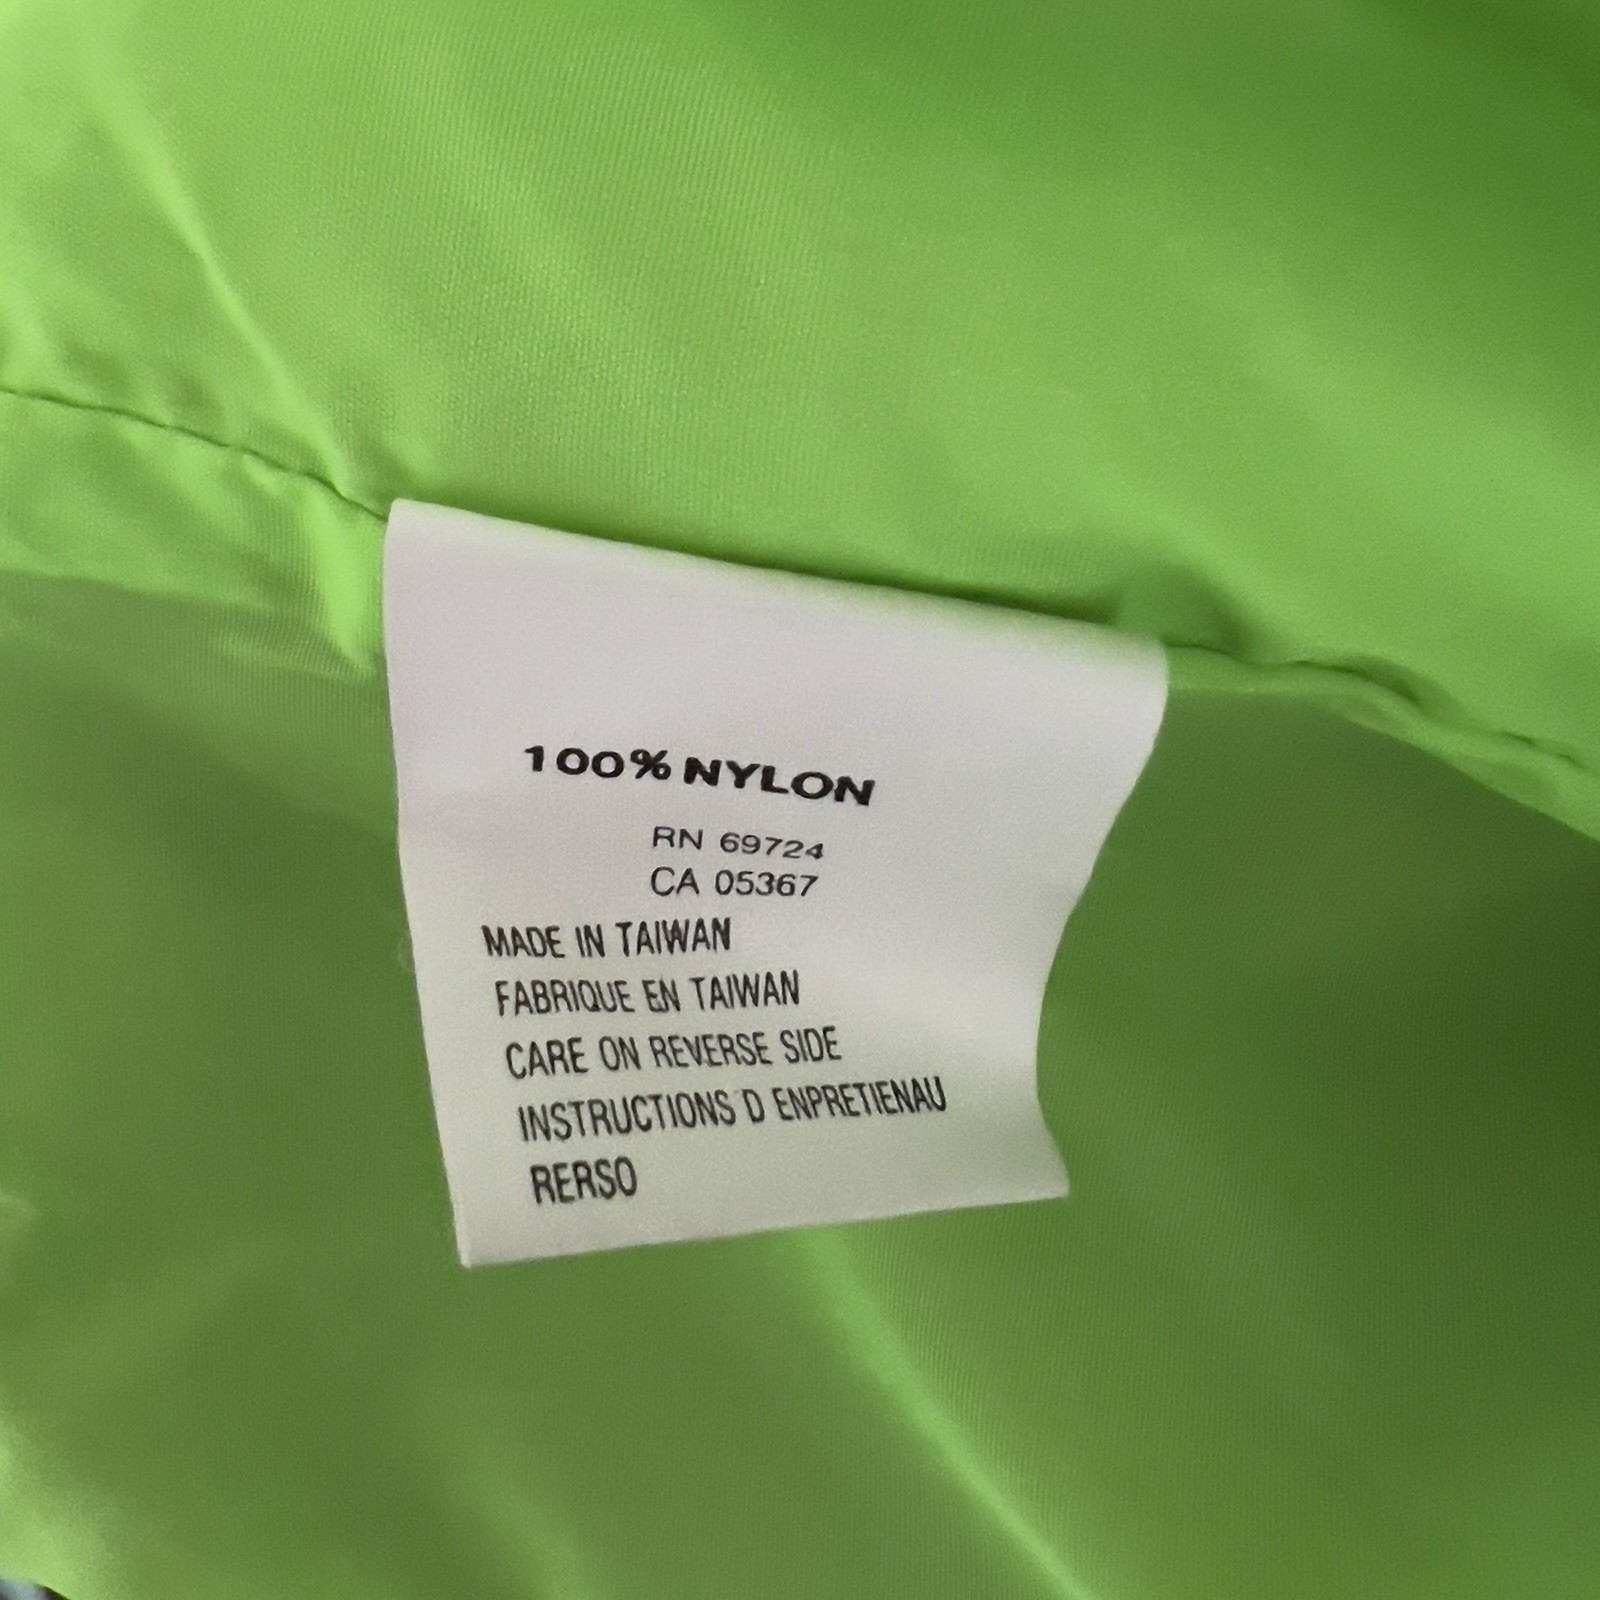 100% NYLON
RN 69724
CA 05367
MADE IN TAIWAN
FABRIQUE EN TAIWAN
CARE ON REVERSE SIDE
INSTRUCTIONS D ENPRETIENAU
RERSO